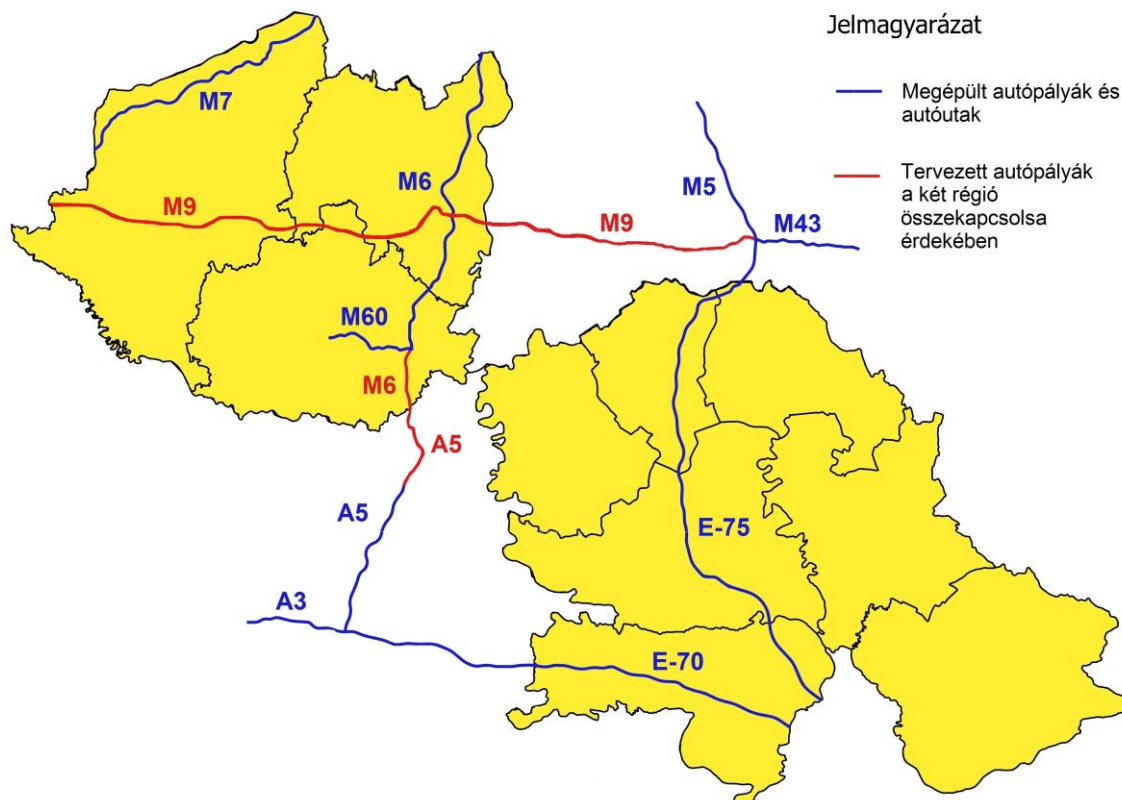 Jelmagyarázat
Megépült autópályák és
autóutak
Tervezett autópályák
a két régió
összekapcsolsa
érdekében
M7
M6
M5
M9
M9
M43
M60
M6
A5
A5
E-75
A3
E-70